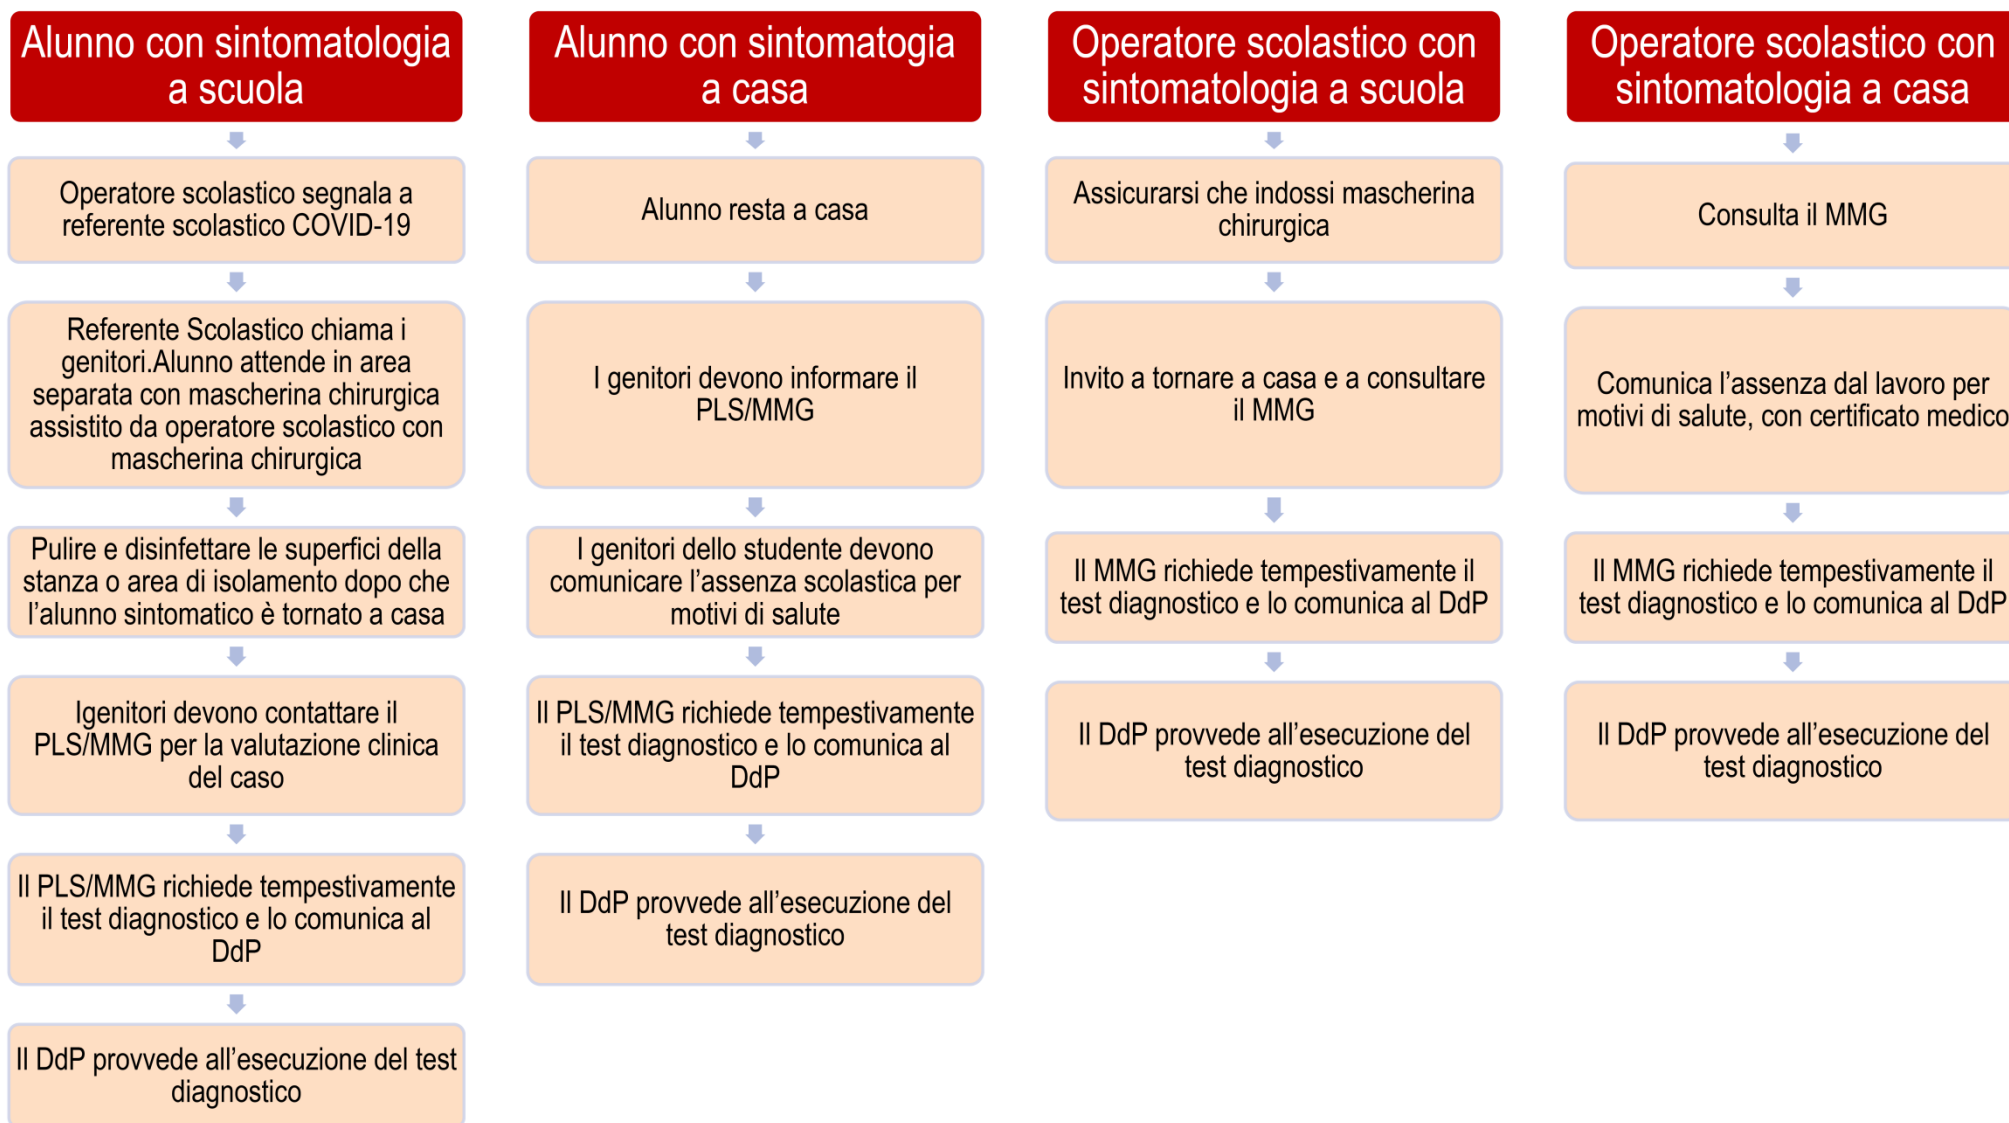 Alunno con sintomatologia
a scuola
Operatore scolastico segnala a
referente scolastico COVID-19
Referente Scolastico chiama i
genitori.Alunno attende in area
separata con mascherina chirurgica
assistito da operatore scolastico con
mascherina chirurgica
Pulire e disinfettare le superfici della
stanza o area di isolamento dopo che
l’alunno sintomatico è tornato a casa
Igenitori devono contattare il
PLS/MMG per la valutazione clinica
del caso
Il PLS/MMG richiede tempestivamente
il test diagnostico e lo comunica al
DdP
Il DdP provvede all’esecuzione del test
diagnostico
Alunno con sintomatogia
a casa
Alunno resta a casa
I genitori devono informare il
PLS/MMG
I genitori dello studente devono
comunicare l’assenza scolastica per
motivi di salute
Il PLS/MMG richiede tempestivamente
il test diagnostico e lo comunica al
DdP
Il DdP provvede all’esecuzione del
test diagnostico
Operatore scolastico con
sintomatologia a scuola
Assicurarsi che indossi mascherina
chirurgica
Invito a tornare a casa e a consultare
il MMG
Il MMG richiede tempestivamente il
test diagnostico e lo comunica al DdP
Il DdP provvede all’esecuzione del
test diagnostico
Operatore scolastico con
sintomatologia a casa
Consulta il MMG
Comunica l’assenza dal lavoro per
motivi di salute, con certificato medico
Il MMG richiede tempestivamente il
test diagnostico e lo comunica al DdP
Il DdP provvede all’esecuzione del
test diagnostico